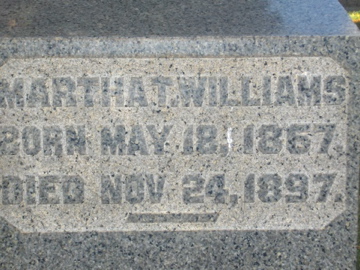 MARTHA T. WILLIAMS
BORN MAY 18, 1867.
DIED NOV. 24, 1897.